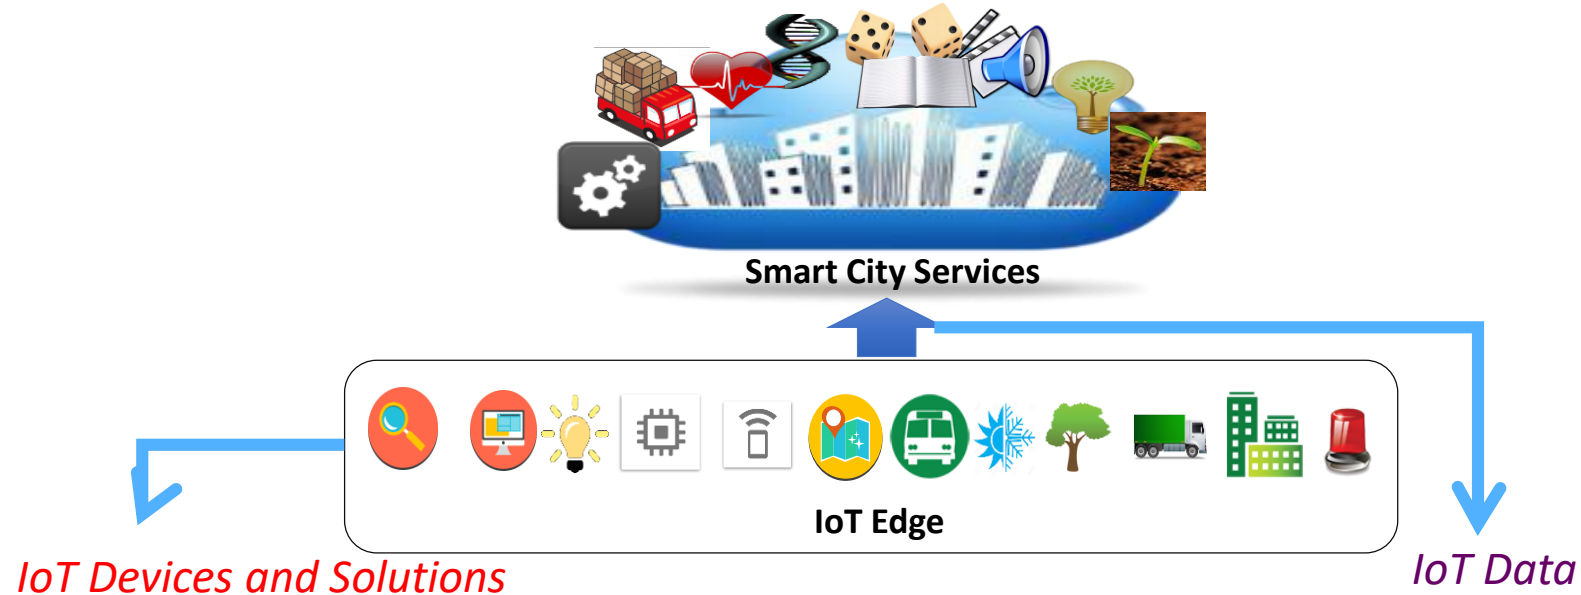 Smart City Services
IoT Edge
IoT Devices and Solutions
IoT Data